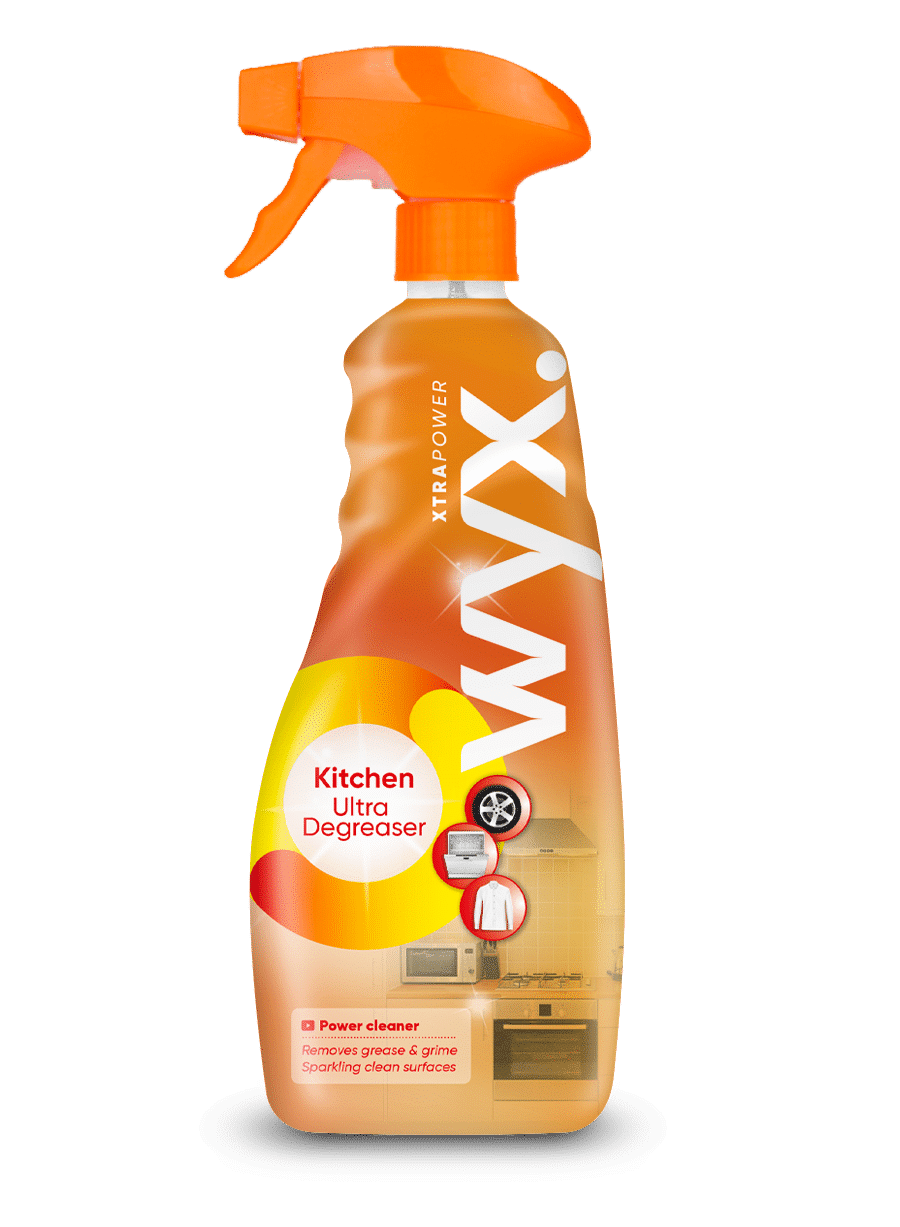 XTRAPOWER
wyx.
Kitchen
Ultra
Degreaser
Power cleaner
Removes grease & grime
Sparkling clean surfaces